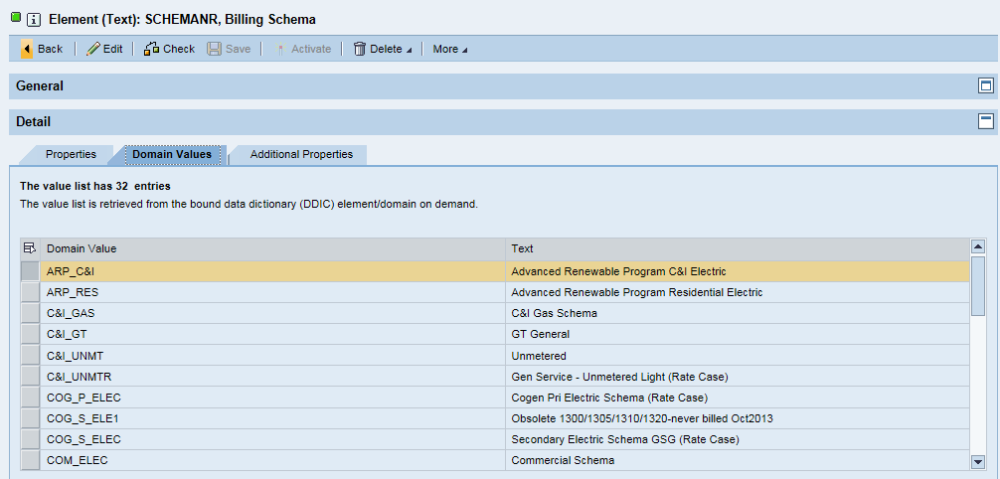 Element (Text): SCHEMANR, Billing Schema
Back Edit Check Save Activate Delete More
General
Detail
Properties Domain Values Additional Properties
The value list has 32 entries
The value list is retrieved from the bound data dictionary (DDIC) element/domain on demand.
Domain Value Text
ARP_C&I Advanced Renewable Program C&I Electric
ARP_RES Advanced Renewable Program Residential Electric
C&I_GAS C&I Gas Schema
C&I_GT GT General
C&I_UNMT Unmetered
C&I_UNMTR Gen Service - Unmetered Light (Rate Case)
COG_P_ELEC Cogen Pri Electric Schema (Rate Case)
COG_S_ELE1 Obsolete 1300/1305/1310/1320-never billed Oct2013
COG_S_ELEC Secondary Electric Schema GSG (Rate Case)
COM_ELEC Commercial Schema